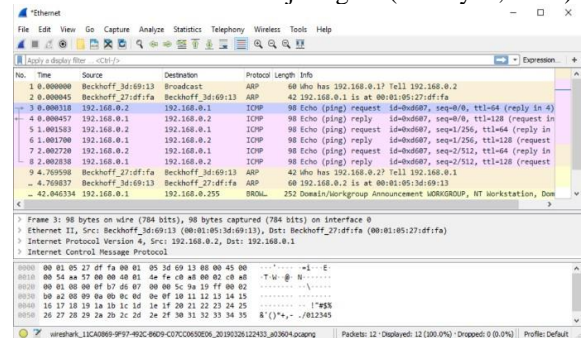 *Ethernet
File Edit View Go Capture Analyze Statistics Telephony Wireless Tools Help
Apply a display filter ... <Ctrl-/> Expression... +
No. Time Source Destination Protocol Length Info
1 0.000000 Beckhoff_3d:69:13 Broadcast ARP 60 Who has 192.168.0.1? Tell 192.168.0.2
2 0.000045 Beckhoff_27:df:fa Beckhoff_3d:69:13 ARP 42 192.168.0.1 is at 00:01:05:27:df:fa
3 0.000318 192.168.0.2 192.168.0.1 ICMP 98 Echo (ping) request id=0xd607, seq=0/0, ttl=64 (reply in 4)
4 0.000457 192.168.0.1 192.168.0.2 ICMP 98 Echo (ping) reply id=0xd607, seq=0/0, ttl=128 (request in
5 1.001583 192.168.0.2 192.168.0.1 ICMP 98 Echo (ping) request id=0xd607, seq=1/256, ttl=64 (reply in
6 1.001700 192.168.0.1 192.168.0.2 ICMP 98 Echo (ping) reply id=0xd607, seq=1/256, ttl=128 (request
7 2.002720 192.168.0.2 192.168.0.1 ICMP 98 Echo (ping) request id=0xd607, seq=2/512, ttl=64 (reply in
8 2.002838 192.168.0.1 192.168.0.2 ICMP 98 Echo (ping) reply id=0xd607, seq=2/512, ttl=128 (request
9 4.769598 Beckhoff_27:df:fa Beckhoff_3d:69:13 ARP 42 Who has 192.168.0.2? Tell 192.168.0.1
… 4.769837 Beckhoff_3d:69:13 Beckhoff_27:df:fa ARP 60 192.168.0.2 is at 00:01:05:3d:69:13
… 42.046334 192.168.0.1 192.168.0.255 BROW… 252 Domain/Workgroup Announcement WORKGROUP, NT Workstation, Dom
> Frame 3: 98 bytes on wire (784 bits), 98 bytes captured (784 bits) on interface 0
> Ethernet II, Src: Beckhoff_3d:69:13 (00:01:05:3d:69:13), Dst: Beckhoff_27:df:fa (00:01:05:27:df:fa)
> Internet Protocol Version 4, Src: 192.168.0.2, Dst: 192.168.0.1
> Internet Control Message Protocol
0000 00 01 05 27 df fa 00 01 05 3d 69 13 08 00 45 00 ···'···· ·=i···E·
0010 00 54 aa 57 00 00 40 01 4e fe c0 a8 00 02 c0 a8 ·T·W··@· N·······
0020 00 01 08 00 0f b7 d6 07 00 00 5c 9a 19 ff 00 02 ········ ··\·····
0030 b0 a2 08 09 0a 0b 0c 0d 0e 0f 10 11 12 13 14 15 ········ ········
0040 16 17 18 19 1a 1b 1c 1d 1e 1f 20 21 22 23 24 25 ········ ·· !"#$%
0050 26 27 28 29 2a 2b 2c 2d 2e 2f 30 31 32 33 34 35 &'()*+,- ./012345
wireshark_11CA0869-9F97-492C-B6D9-C07CC0650E06_20190326122433_a03604.pcapng Packets: 12 · Displayed: 12 (100.0%) · Dropped: 0 (0.0%) Profile: Default